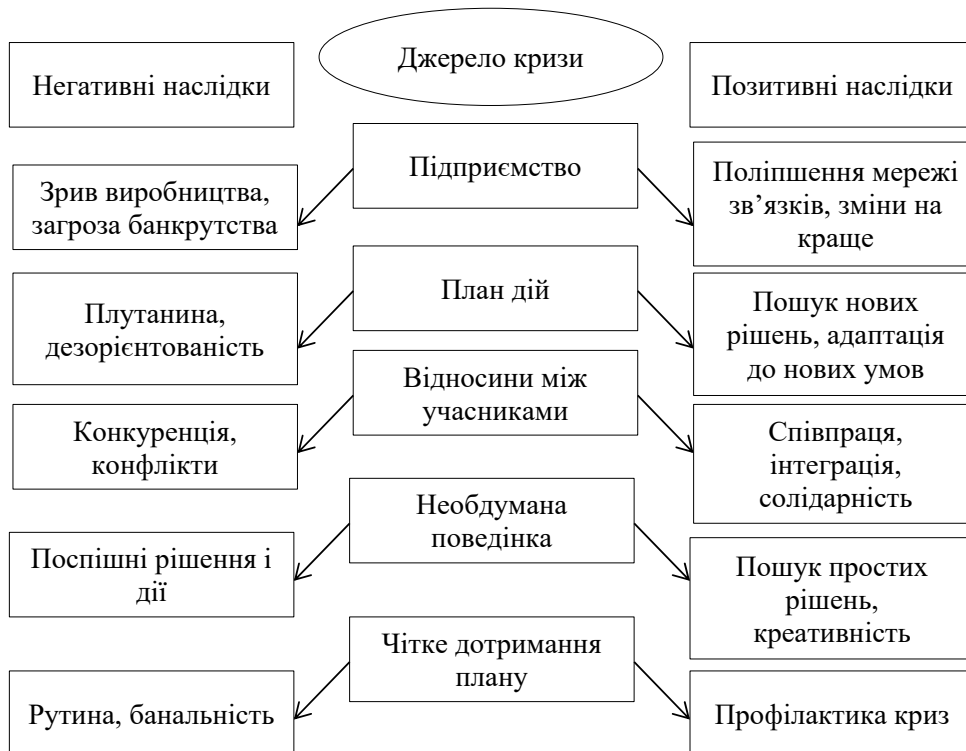 Джерело кризи
Негативні наслідки
Позитивні наслідки
Підприємство
Зрив виробництва,
загроза банкрутства
Поліпшення мережі
зв’язків, зміни на
краще
План дій
Плутанина,
дезорієнтованість
Пошук нових
рішень, адаптація
до нових умов
Відносини між
учасниками
Конкуренція,
конфлікти
Співпраця,
інтеграція,
солідарність
Необдумана
поведінка
Поспішні рішення і
дії
Пошук простих
рішень,
креативність
Чітке дотримання
плану
Рутина, банальність
Профілактика криз